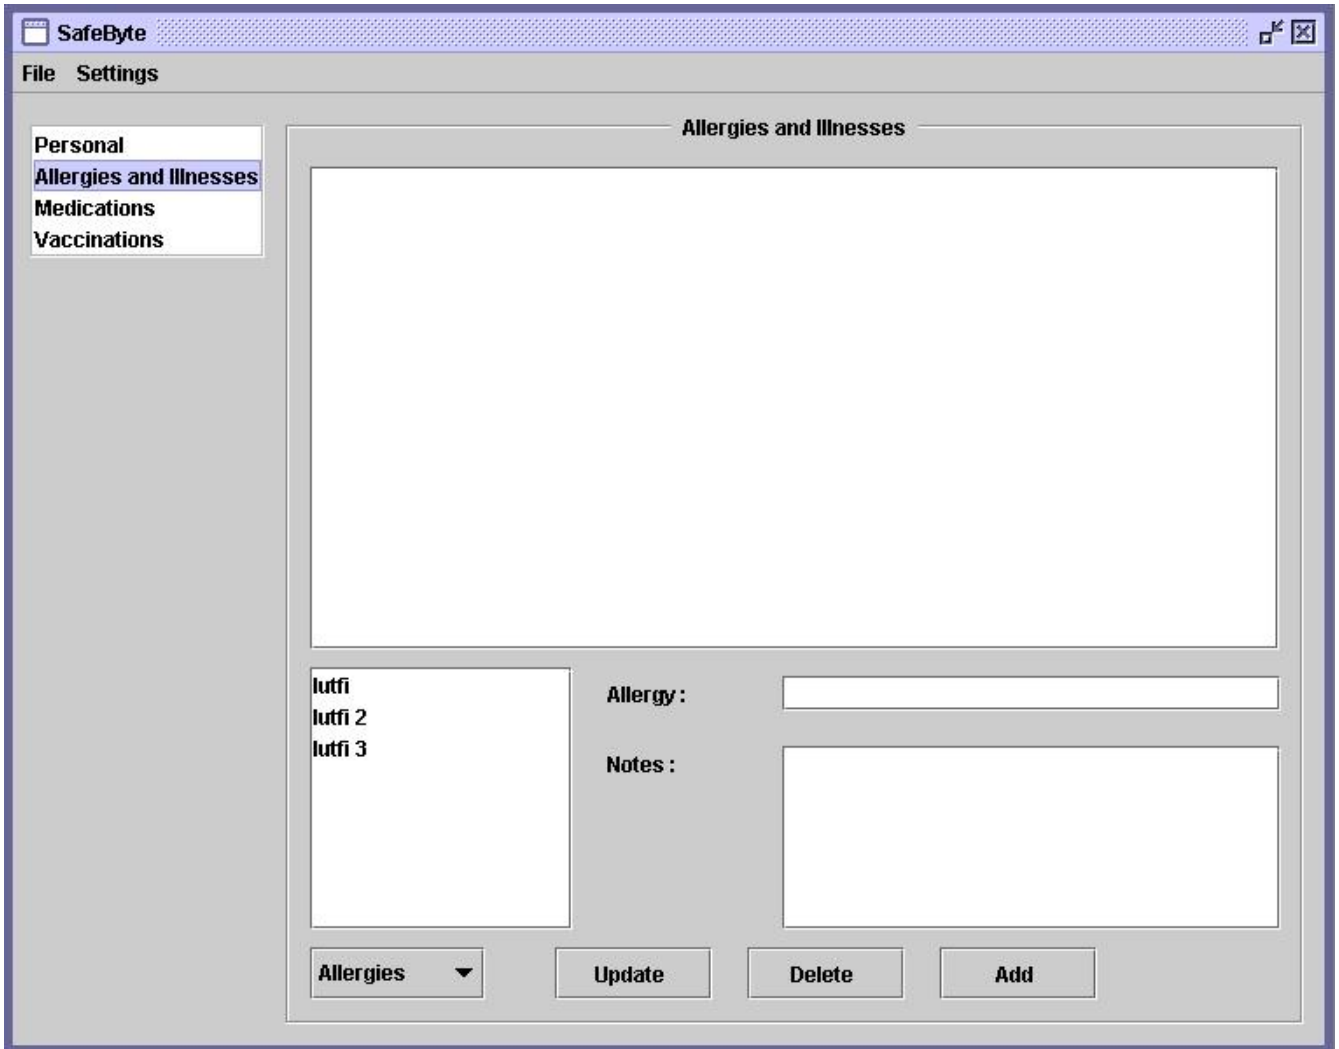 SafeByte
File Settings
Personal
Allergies and Illnesses
Medications
Vaccinations
Allergies and Illnesses
lutfi
lutfi 2
lutfi 3
Allergy :
Notes :
Allergies
Update
Delete
Add